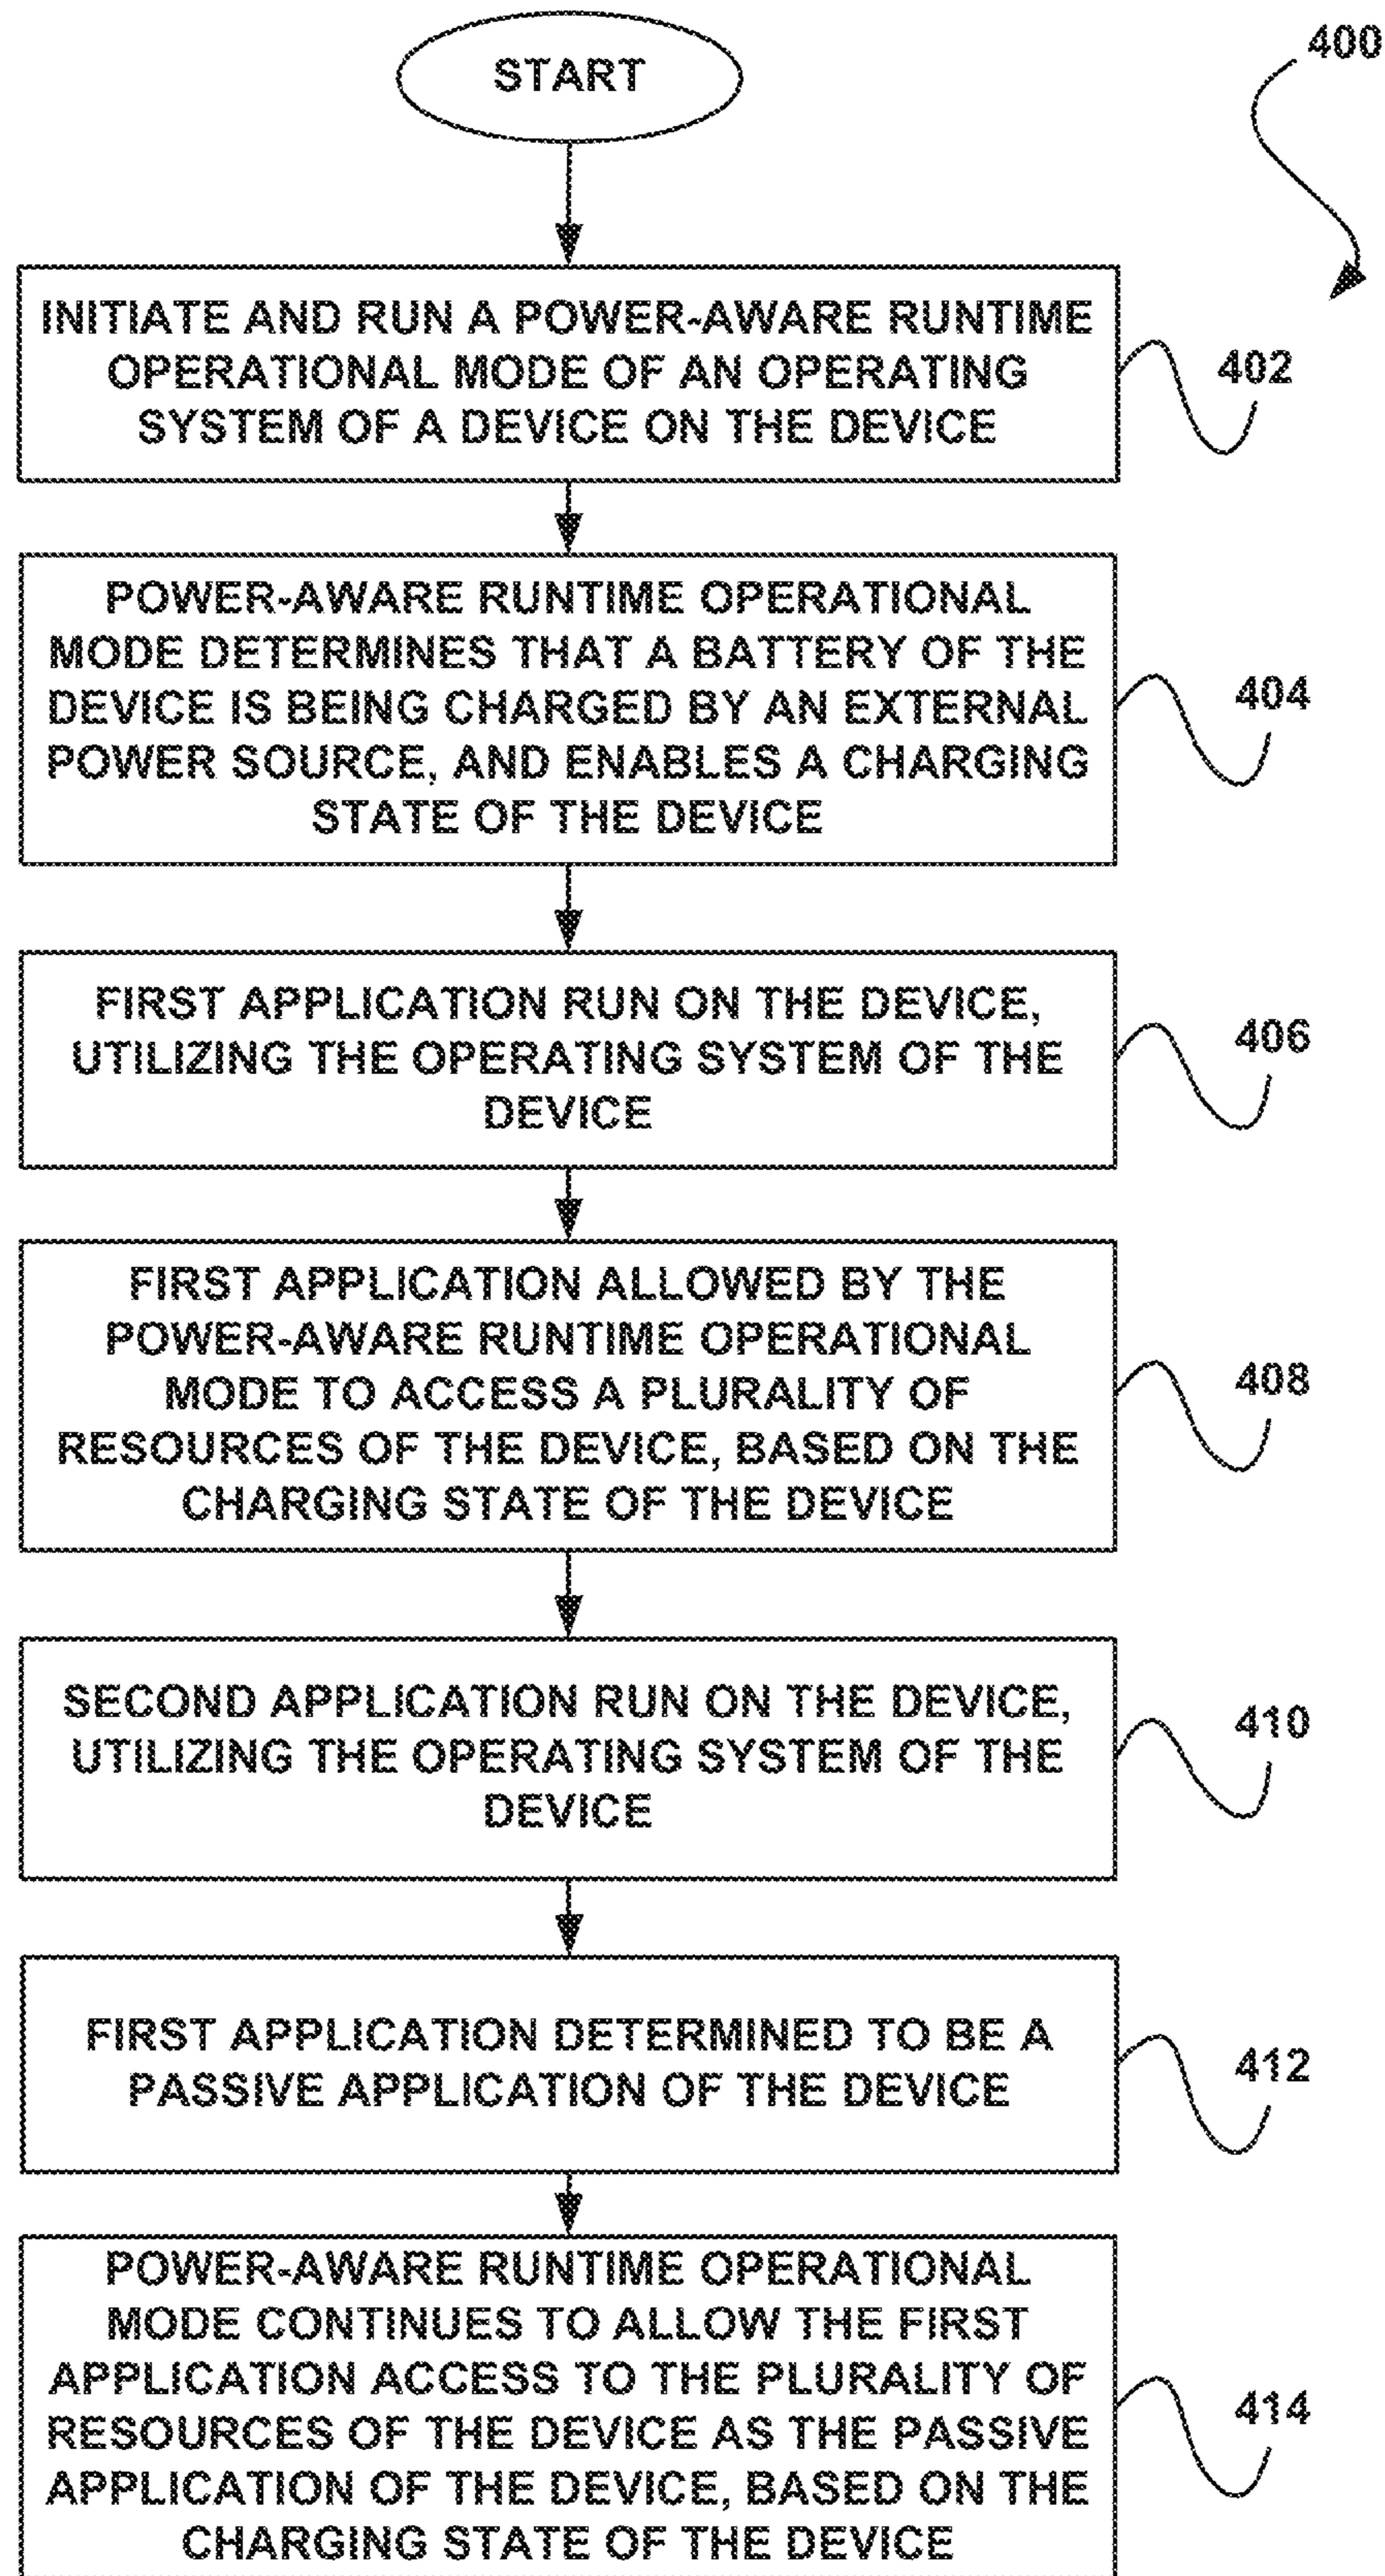 START
400
INITIATE AND RUN A POWER-AWARE RUNTIME
OPERATIONAL MODE OF AN OPERATING
SYSTEM OF A DEVICE ON THE DEVICE
402
POWER-AWARE RUNTIME OPERATIONAL
MODE DETERMINES THAT A BATTERY OF THE
DEVICE IS BEING CHARGED BY AN EXTERNAL
POWER SOURCE, AND ENABLES A CHARGING
STATE OF THE DEVICE
404
FIRST APPLICATION RUN ON THE DEVICE,
UTILIZING THE OPERATING SYSTEM OF THE
DEVICE
406
FIRST APPLICATION ALLOWED BY THE
POWER-AWARE RUNTIME OPERATIONAL
MODE TO ACCESS A PLURALITY OF
RESOURCES OF THE DEVICE, BASED ON THE
CHARGING STATE OF THE DEVICE
408
SECOND APPLICATION RUN ON THE DEVICE,
UTILIZING THE OPERATING SYSTEM OF THE
DEVICE
410
FIRST APPLICATION DETERMINED TO BE A
PASSIVE APPLICATION OF THE DEVICE
412
POWER-AWARE RUNTIME OPERATIONAL
MODE CONTINUES TO ALLOW THE FIRST
APPLICATION ACCESS TO THE PLURALITY OF
RESOURCES OF THE DEVICE AS THE PASSIVE
APPLICATION OF THE DEVICE, BASED ON THE
CHARGING STATE OF THE DEVICE
414